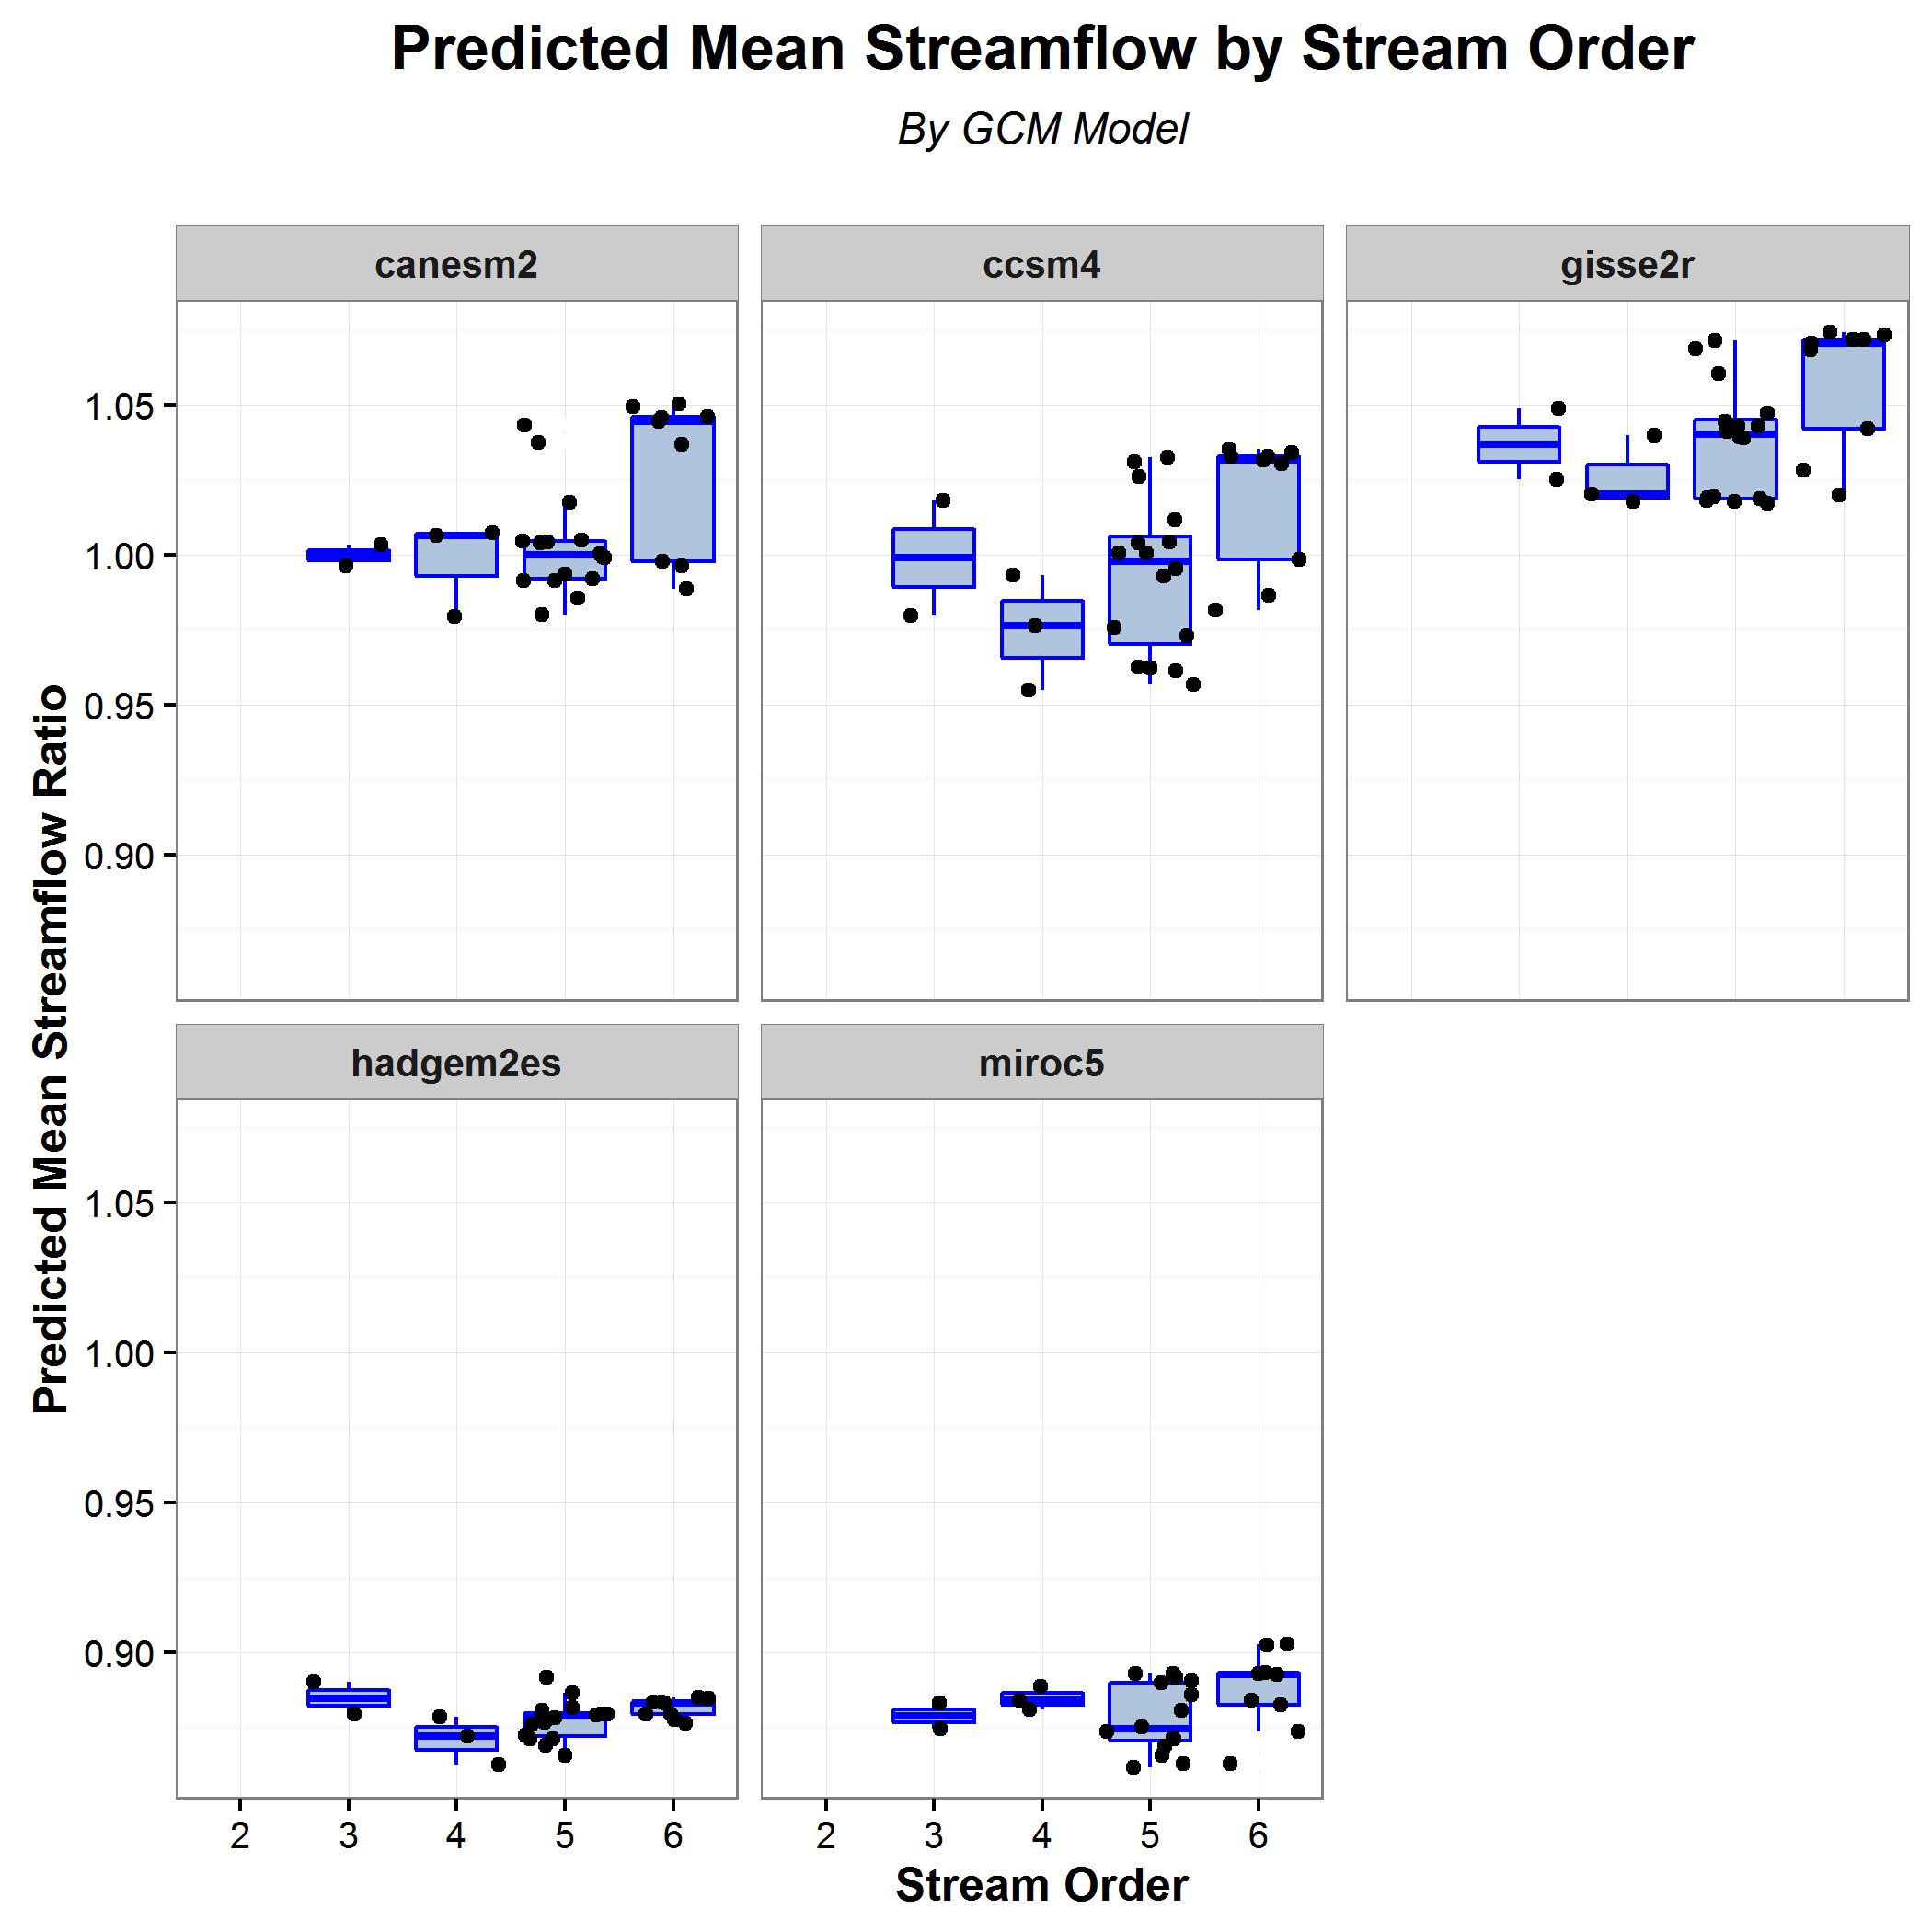 Predicted Mean Streamflow by Stream Order
By GCM Model
canesm2
ccsm4
gisse2r
1.05
1.00
0.95
0.90
Predicted Mean Streamflow Ratio
hadgem2es
miroc5
1.05
1.00
0.95
0.90
2 3 4 5 6
2 3 4 5 6
Stream Order